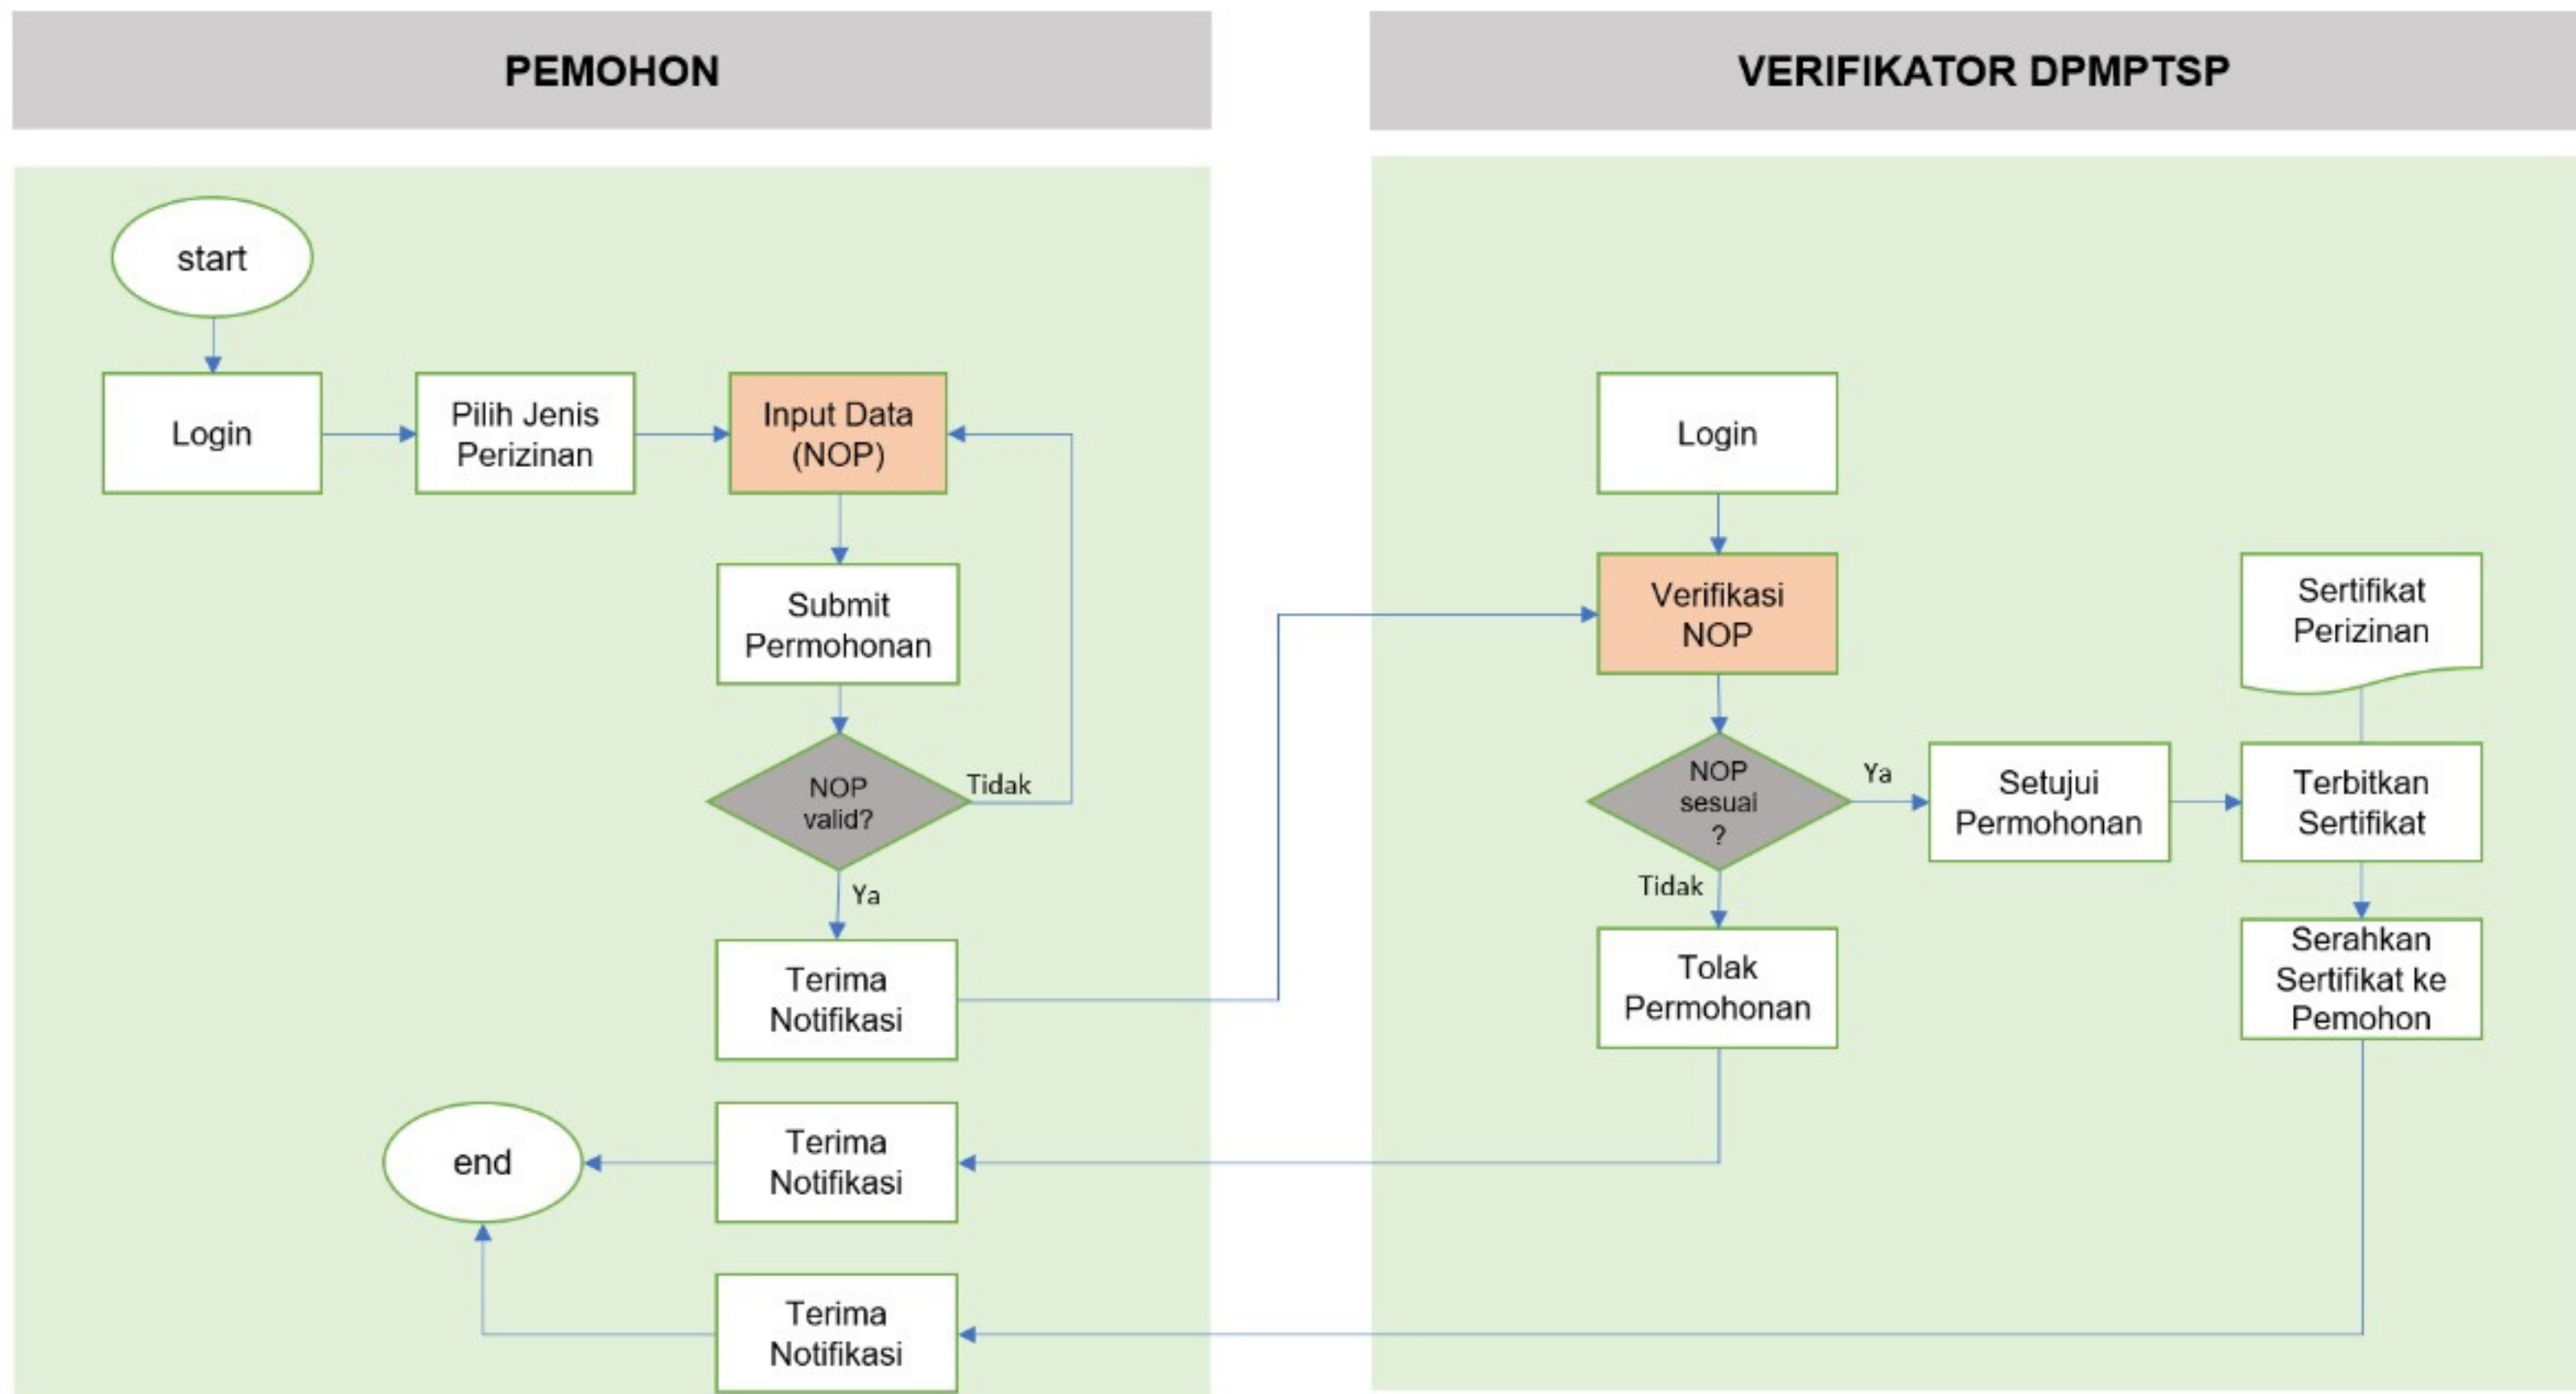 PEMOHON
VERIFIKATOR DPMPTSP
start
Login
Pilih Jenis
Perizinan
Input Data
(NOP)
Submit
Permohonan
NOP
valid?
Tidak
Ya
Terima
Notifikasi
Terima
Notifikasi
end
Terima
Notifikasi
Login
Verifikasi
NOP
NOP
sesuai
?
Ya
Tidak
Tolak
Permohonan
Setujui
Permohonan
Sertifikat
Perizinan
Terbitkan
Sertifikat
Serahkan
Sertifikat ke
Pemohon